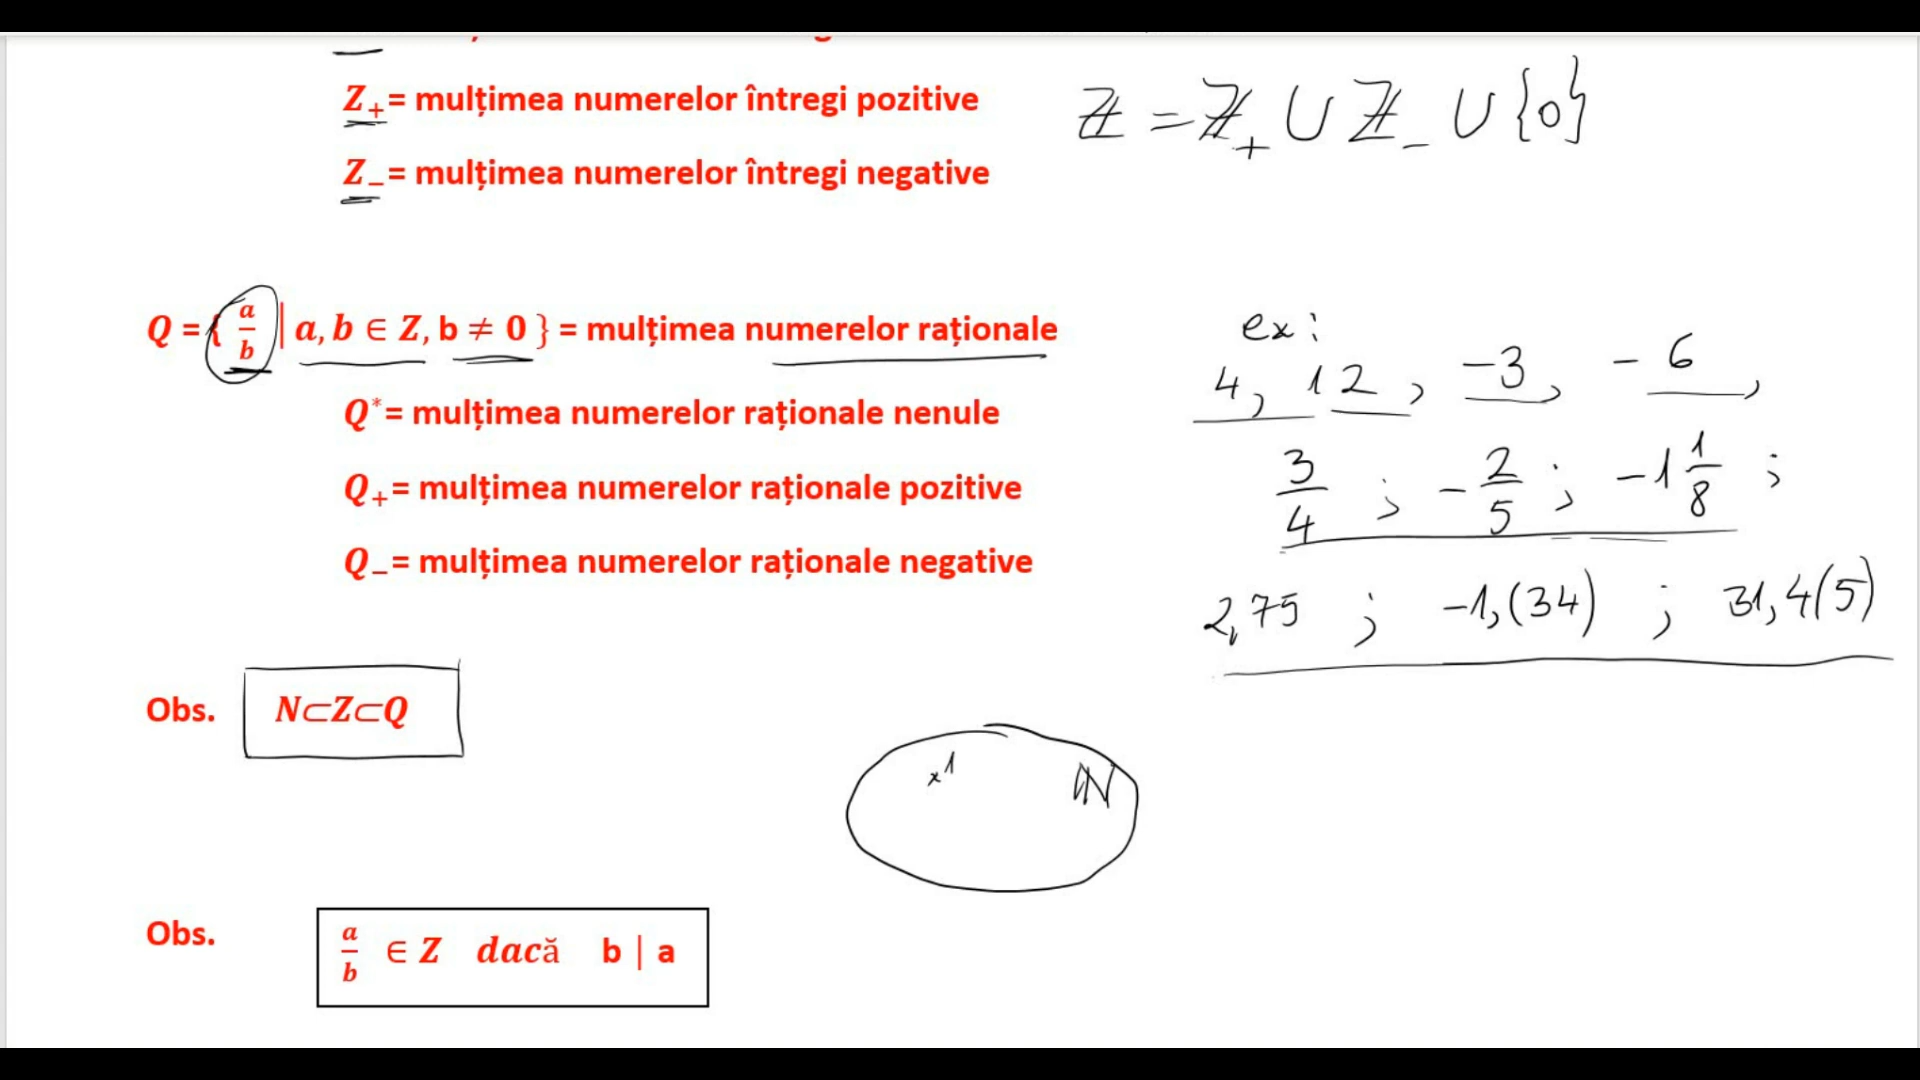 Z₊= mulțimea numerelor întregi pozitive
ℤ = ℤ₊ ∪ ℤ₋ ∪ {0}
Z₋= mulțimea numerelor întregi negative
Q = { a/b | a, b ∈ Z, b ≠ 0 } = mulțimea numerelor raționale
Q*= mulțimea numerelor raționale nenule
Q₊= mulțimea numerelor raționale pozitive
Q₋= mulțimea numerelor raționale negative
ex:
4, 12, -3, -6,
3/4 ; -2/5 ; -1 1/8 ;
2,75 ; -1,(34) ; 31,4(5)
Obs. N⊂Z⊂Q
x 1 ℕ
Obs. a/b ∈ Z dacă b | a